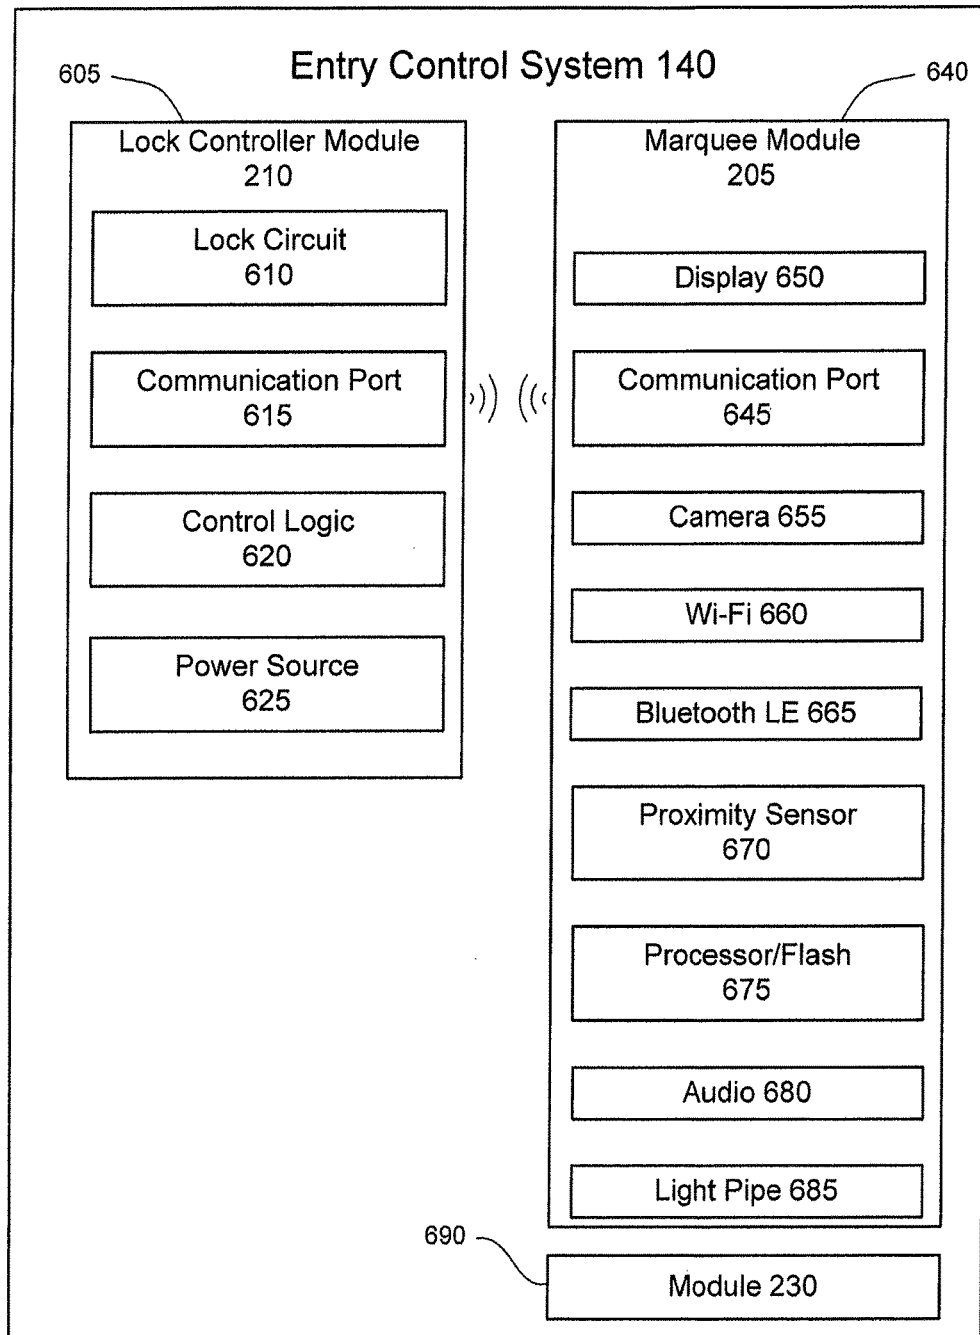 Entry Control System 140
605
640
Lock Controller Module
210
Lock Circuit
610
Communication Port
615
Control Logic
620
Power Source
625
Marquee Module
205
Display 650
Communication Port
645
Camera 655
Wi-Fi 660
Bluetooth LE 665
Proximity Sensor
670
Processor/Flash
675
Audio 680
Light Pipe 685
690
Module 230